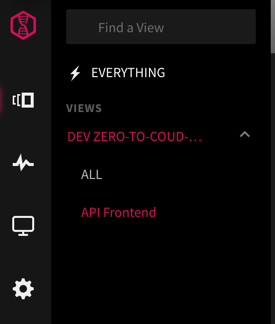 Find a View
EVERYTHING
VIEWS
DEV ZERO-TO-COUD-...
ALL
API Frontend